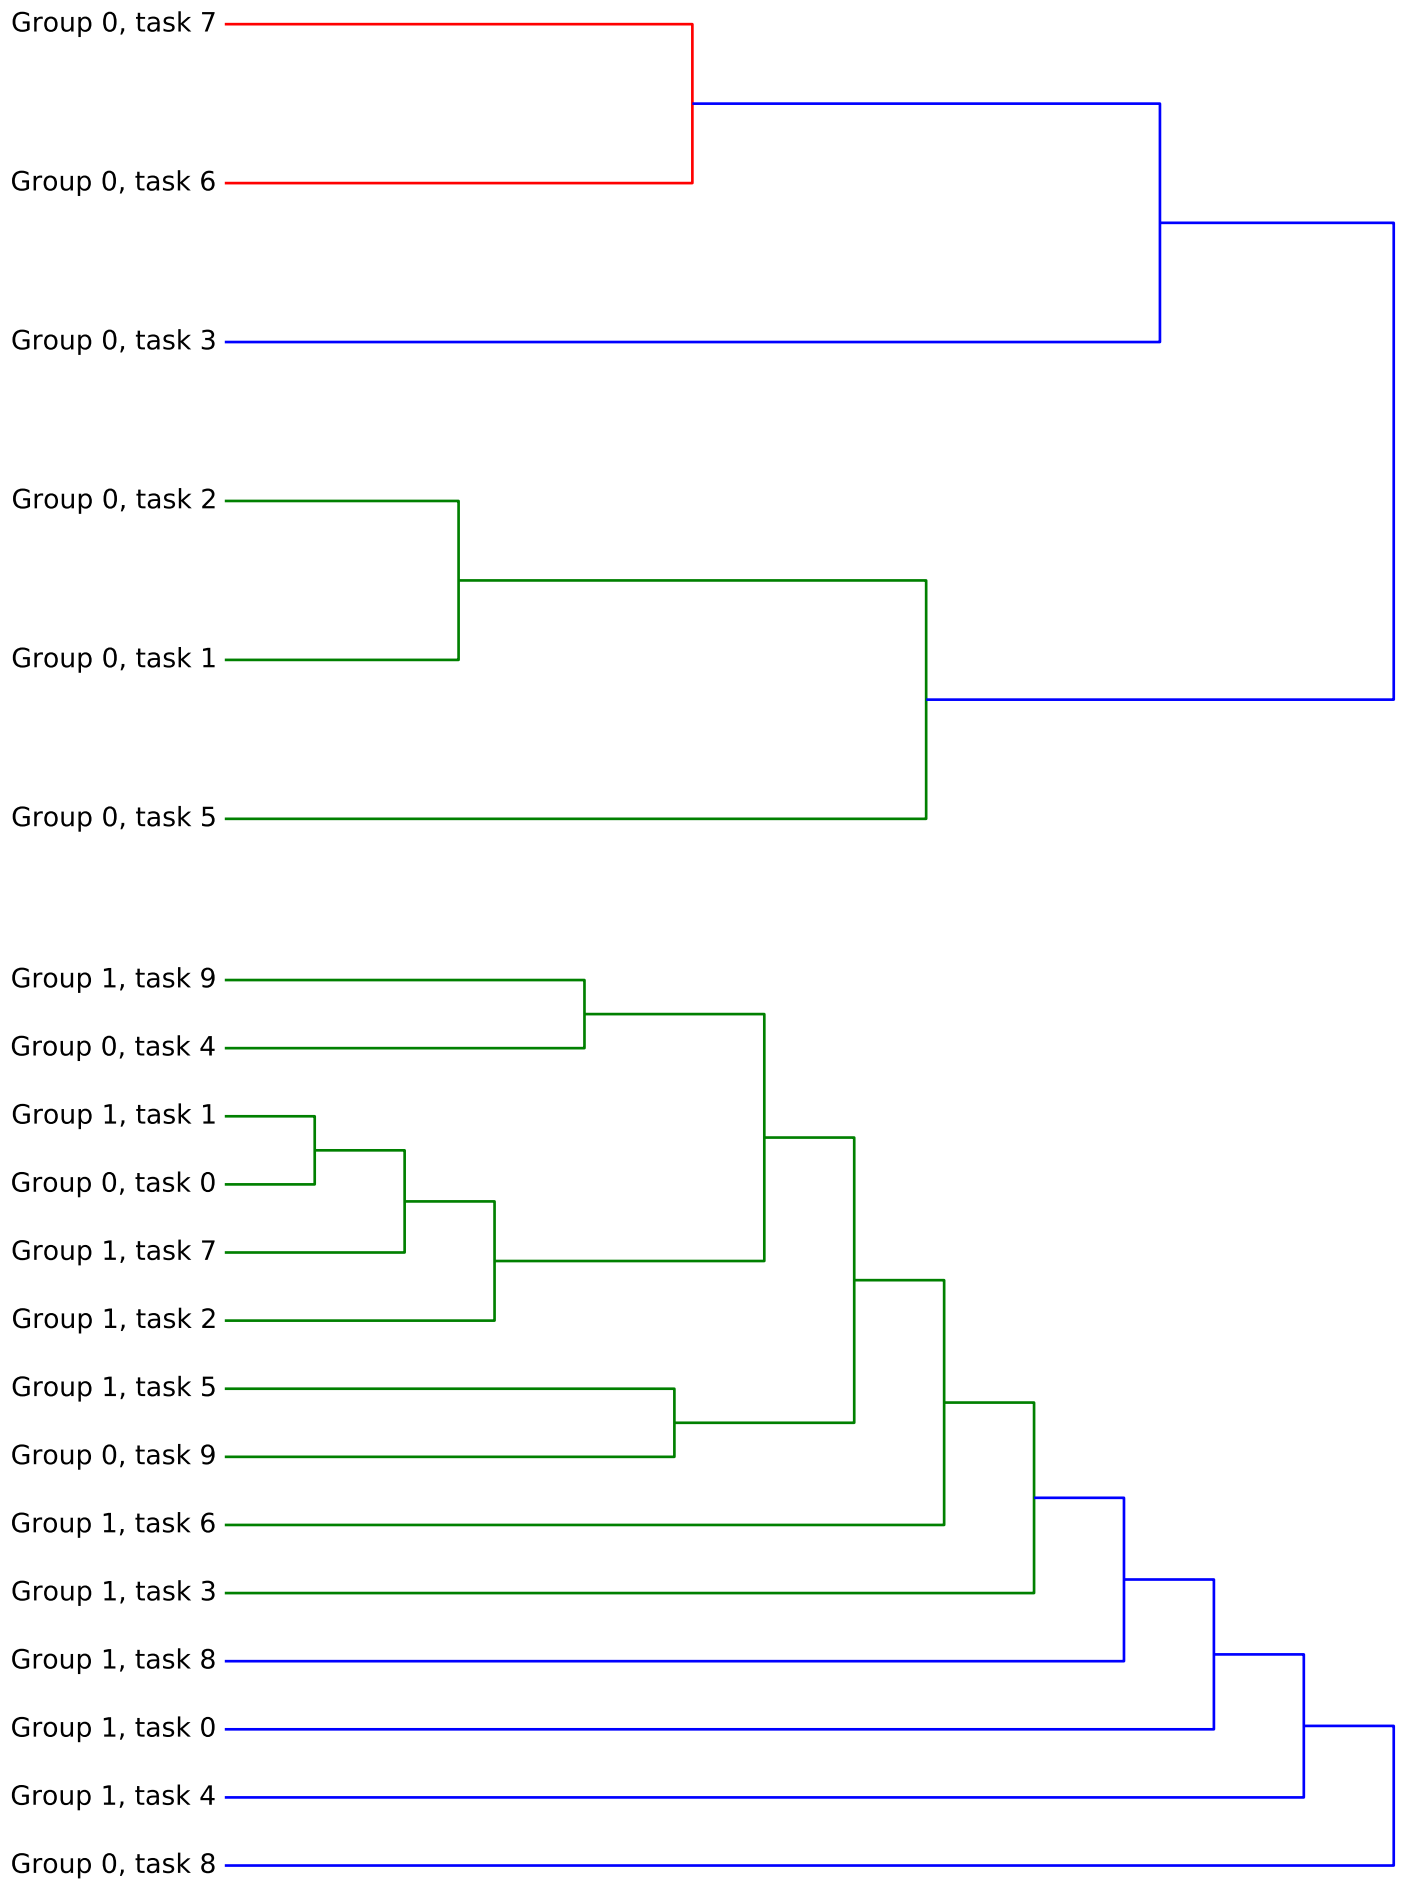 Group 0, task 7
Group 0, task 6
Group 0, task 3
Group 0, task 2
Group 0, task 1
Group 0, task 5
Group 1, task 9
Group 0, task 4
Group 1, task 1
Group 0, task 0
Group 1, task 7
Group 1, task 2
Group 1, task 5
Group 0, task 9
Group 1, task 6
Group 1, task 3
Group 1, task 8
Group 1, task 0
Group 1, task 4
Group 0, task 8